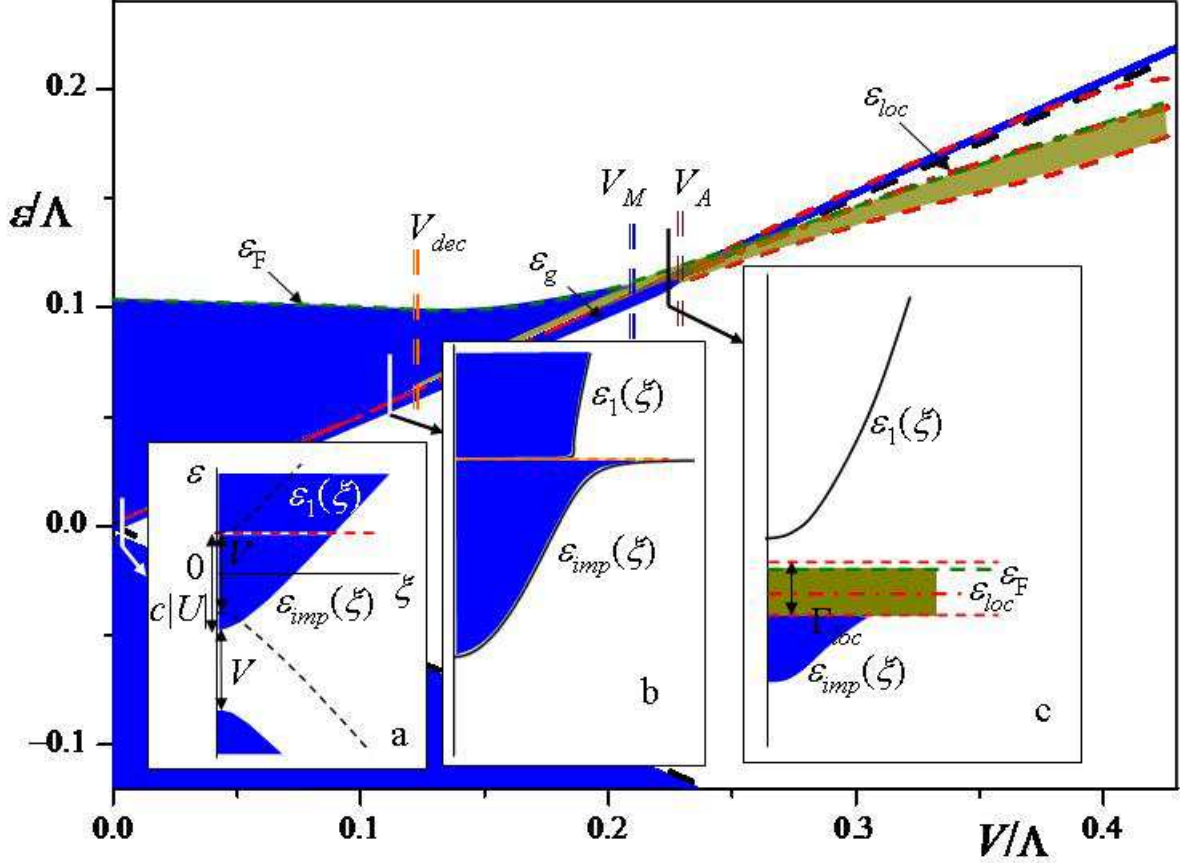 ε/Λ
0.2
0.1
0.0
–0.1
0.0
0.1
0.2
0.3
0.4
V/Λ
ε_F
V_dec
ε_g
V_M
V_A
ε_loc
ε
ε_1(ξ)
V
0
ξ
c|U|
ε_imp(ξ)
V
a
ε_1(ξ)
ε_imp(ξ)
b
ε_1(ξ)
ε_F
ε_loc
Γ_loc
ε_imp(ξ)
c